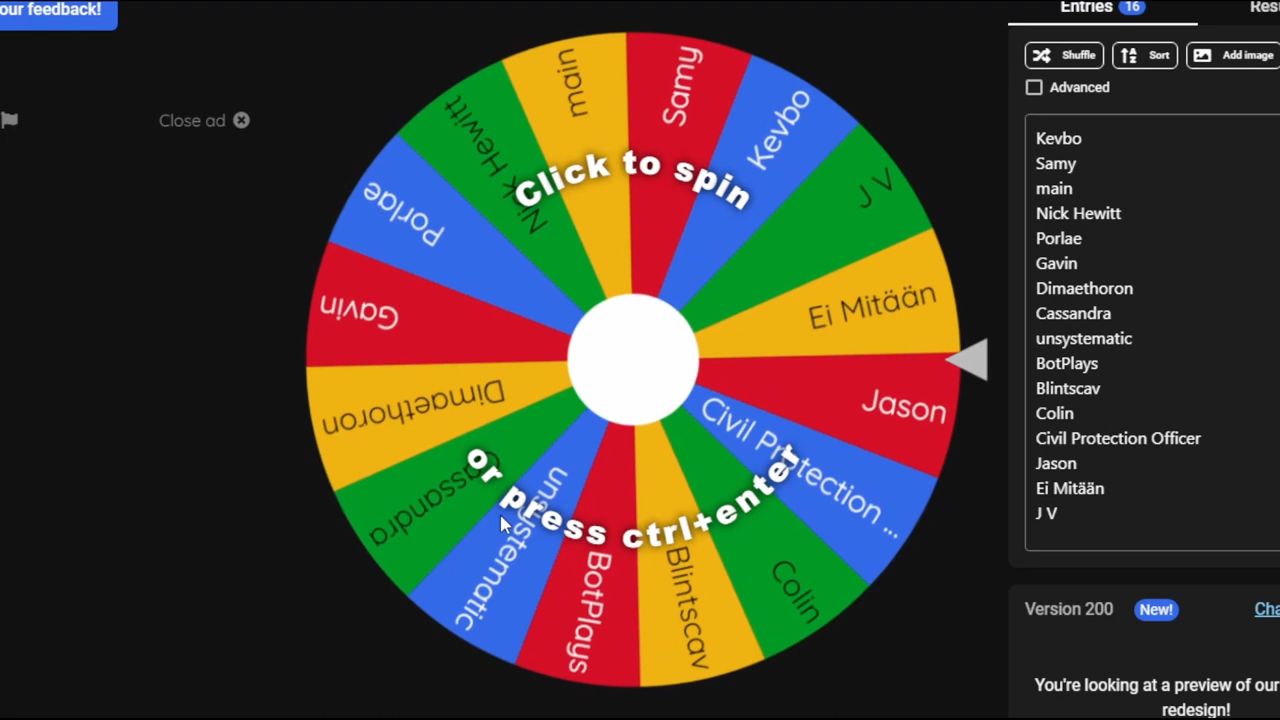 our feedback!
Close ad
Click to spin
or press ctrl+enter
Samy
Kevbo
J V
Ei Mitään
Jason
Civil Protection ...
Colin
Blintscav
BotPlays
unsystematic
Cassandra
Dimaethoron
Gavin
Porlae
Nick Hewitt
main
Entries 16
Res
Shuffle
Sort
Add image
Advanced
Kevbo
Samy
main
Nick Hewitt
Porlae
Gavin
Dimaethoron
Cassandra
unsystematic
BotPlays
Blintscav
Colin
Civil Protection Officer
Jason
Ei Mitään
J V
Version 200 New! Cha
You're looking at a preview of our
redesign!